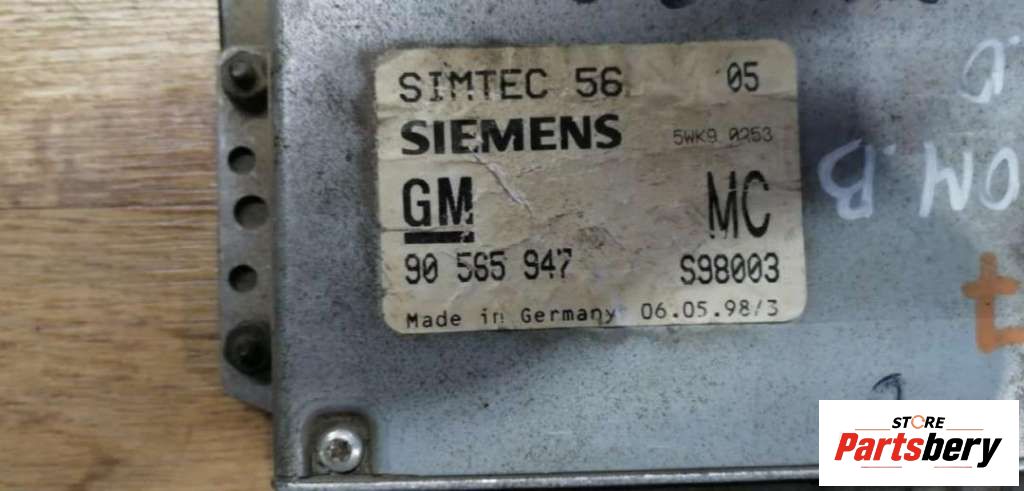 SIMTEC 56 05
SIEMENS 5WK9 0253
GM MC
90 565 947 S98003
Made in Germany 06.05.98/3
OM.B
STORE
Partsbery